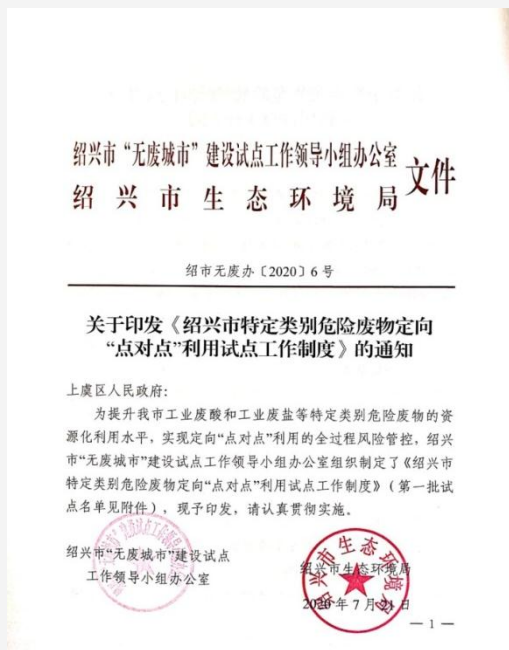 绍兴市“无废城市”建设试点工作领导小组办公室
绍兴市生态环境局
文件
绍市无废办〔2020〕6号
关于印发《绍兴市特定类别危险废物定向
“点对点”利用试点工作制度》的通知
上虞区人民政府：
为提升我市工业废酸和工业废盐等特定类别危险废物的资
源化利用水平，实现定向“点对点”利用的全过程风险管控，绍兴
市“无废城市”建设试点工作领导小组办公室组织制定了《绍兴市
特定类别危险废物定向“点对点”利用试点工作制度》（第一批试
点名单见附件），现予印发，请认真贯彻实施。
绍兴市“无废城市”建设试点
工作领导小组办公室
绍兴市生态环境局
2020年7月21日
绍兴市生态环境局
— 1 —